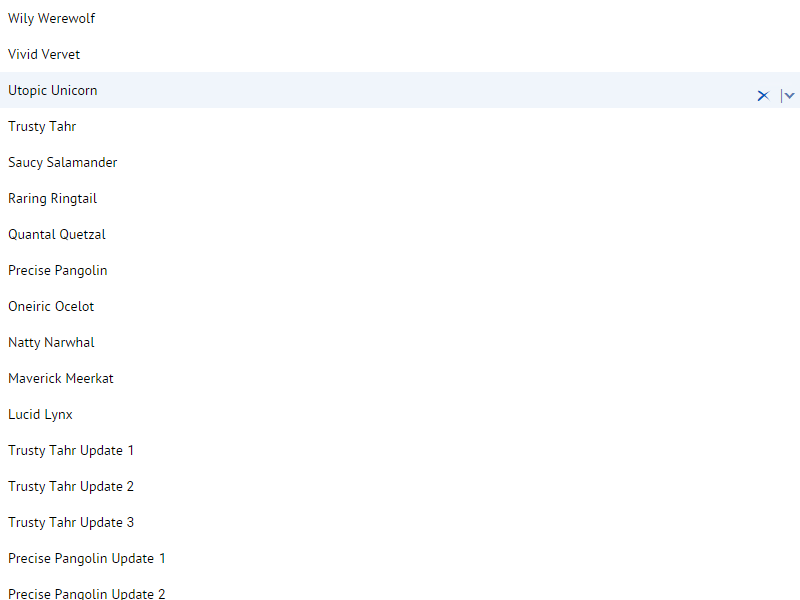 Wily Werewolf
Vivid Vervet
Utopic Unicorn
Trusty Tahr
Saucy Salamander
Raring Ringtail
Quantal Quetzal
Precise Pangolin
Oneiric Ocelot
Natty Narwhal
Maverick Meerkat
Lucid Lynx
Trusty Tahr Update 1
Trusty Tahr Update 2
Trusty Tahr Update 3
Precise Pangolin Update 1
Precise Pangolin Update 2